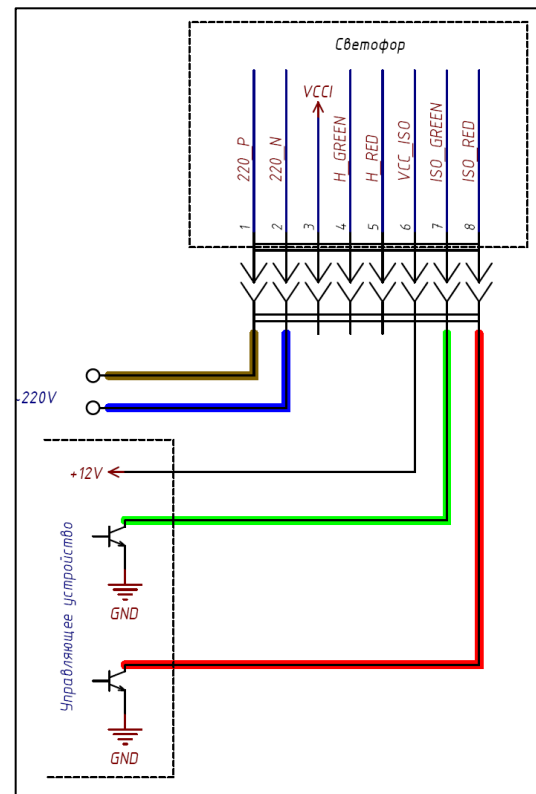 Светофор
220_P
220_N
VCCI
H_GREEN
H_RED
VCC_ISO
ISO_GREEN
ISO_RED
1
2
3
4
5
6
7
8
~220V
+12V
Управляющее устройство
GND
GND